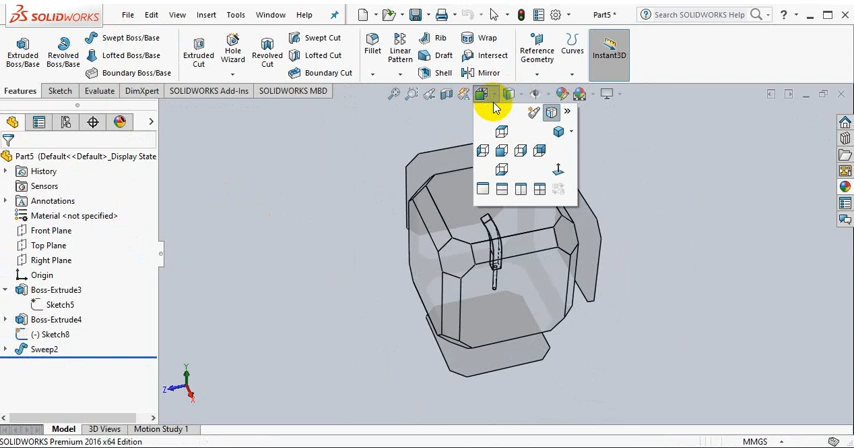 SOLIDWORKS
File Edit View Insert Tools Window Help
Part5 *
Search SOLIDWORKS Help
Extruded Boss/Base
Revolved Boss/Base
Swept Boss/Base
Lofted Boss/Base
Boundary Boss/Base
Extruded Cut
Hole Wizard
Revolved Cut
Swept Cut
Lofted Cut
Boundary Cut
Fillet
Linear Pattern
Rib
Draft
Shell
Wrap
Intersect
Mirror
Reference Geometry
Curves
Instant3D
Features Sketch Evaluate DimXpert SOLIDWORKS Add-Ins SOLIDWORKS MBD
Part5 (Default<<Default>_Display State
History
Sensors
Annotations
Material <not specified>
Front Plane
Top Plane
Right Plane
Origin
Boss-Extrude3
Sketch5
Boss-Extrude4
(-) Sketch8
Sweep2
Y
Z
X
Model 3D Views Motion Study 1
SOLIDWORKS Premium 2016 x64 Edition
MMGS